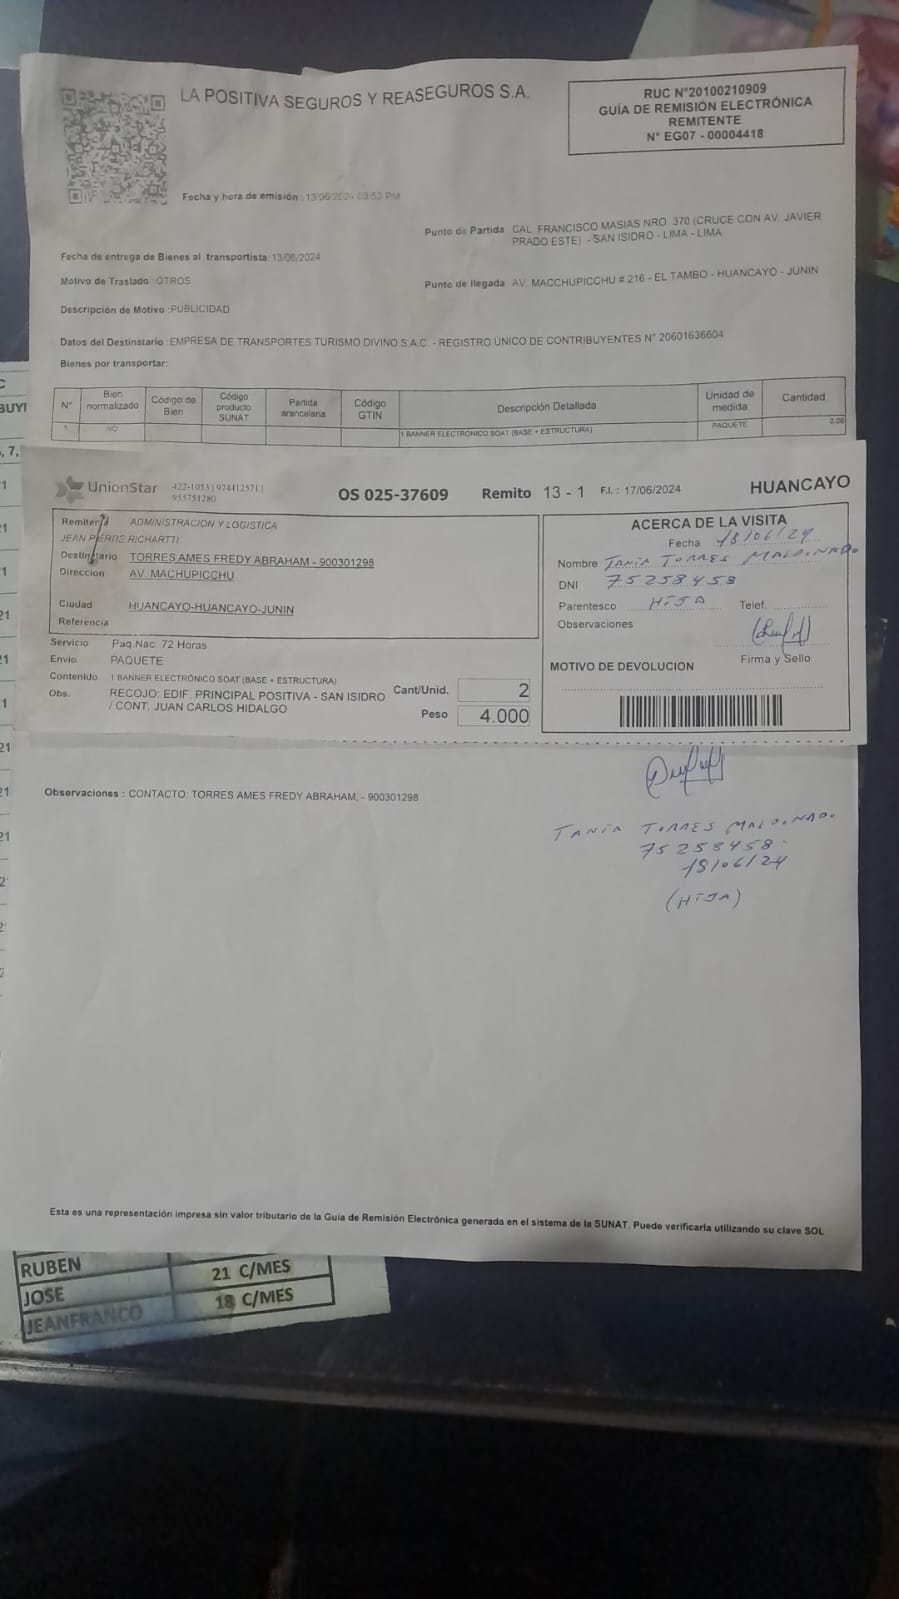 LA POSITIVA SEGUROS Y REASEGUROS S.A.
RUC N°20100210909
GUÍA DE REMISIÓN ELECTRÓNICA
REMITENTE
N° EG07 - 00004418
Fecha y hora de emisión : 13/06/2024 03:53 PM
Punto de Partida CAL. FRANCISCO MASIAS NRO. 370 (CRUCE CON AV. JAVIER
PRADO ESTE) - SAN ISIDRO - LIMA - LIMA
Fecha de entrega de Bienes al transportista:13/06/2024
Motivo de Traslado :OTROS
Punto de llegada AV. MACCHUPICCHU # 216 - EL TAMBO - HUANCAYO - JUNIN
Descripción de Motivo :PUBLICIDAD
Datos del Destinatario :EMPRESA DE TRANSPORTES TURISMO DIVINO S.A.C. - REGISTRO ÚNICO DE CONTRIBUYENTES N° 20601636604
Bienes por transportar:
N° Bien normalizado Código de Bien Código producto SUNAT Partida arancelaria Código GTIN Descripción Detallada Unidad de medida Cantidad
1 NO 1 BANNER ELECTRÓNICO SOAT (BASE + ESTRUCTURA) PAQUETE 2.00
UnionStar 422-1053 | 974412571 |
955751280
OS 025-37609 Remito 13 - 1 F.I. : 17/06/2024 HUANCAYO
Remitente ADMINISTRACION Y LOGISTICA
JEAN PIERRE RICHARTTI
Destinatario TORRES AMES FREDY ABRAHAM - 900301298
Direccion AV. MACHUPICCHU
Ciudad HUANCAYO-HUANCAYO-JUNIN
Referencia
Servicio Paq.Nac. 72 Horas
Envio PAQUETE
Contenido 1 BANNER ELECTRÓNICO SOAT (BASE + ESTRUCTURA)
Obs. RECOJO: EDIF. PRINCIPAL POSITIVA - SAN ISIDRO
/ CONT. JUAN CARLOS HIDALGO
Cant/Unid. 2
Peso 4.000
ACERCA DE LA VISITA
Fecha 18/06/24
Nombre TANIA TORRES MALDONADO
DNI 75258458
Parentesco HIJA Telef.
Observaciones
Firma y Sello
MOTIVO DE DEVOLUCION
Observaciones : CONTACTO: TORRES AMES FREDY ABRAHAM, - 900301298
TANIA TORRES MALDONADO
75258458
18/06/24
(HIJA)
Esta es una representación impresa sin valor tributario de la Guía de Remisión Electrónica generada en el sistema de la SUNAT. Puede verificarla utilizando su clave SOL
RUBEN 21 C/MES
JOSE 18 C/MES
JEANFRANCO